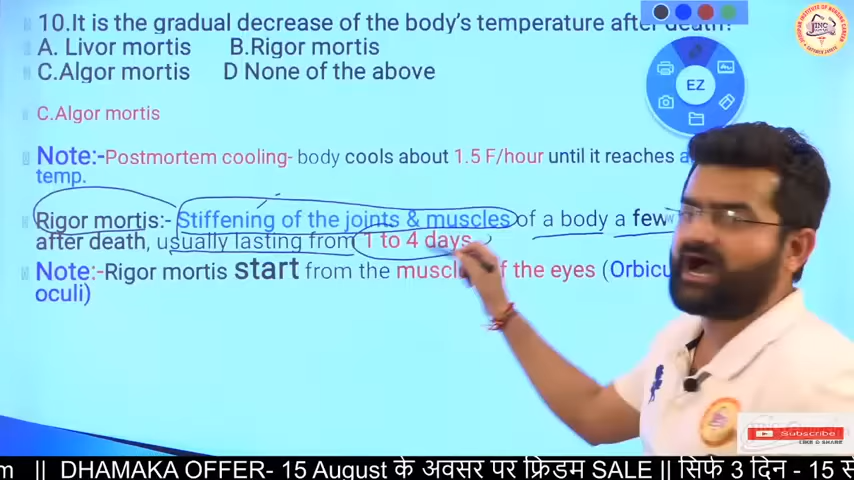 10.It is the gradual decrease of the body's temperature after death?
A. Livor mortis B.Rigor mortis
C.Algor mortis D None of the above
EZ
C.Algor mortis
Note:-Postmortem cooling- body cools about 1.5 F/hour until it reaches
temp.
Rigor mortis:- Stiffening of the joints & muscles of a body a few
after death, usually lasting from 1 to 4 days
Note:-Rigor mortis start from the muscles of the eyes
oculi)
Subscribe
LIKE & SHARE
|| DHAMAKA OFFER- 15 August के अवसर पर फ्रिडम SALE || सिर्फ 3 दिन - 15